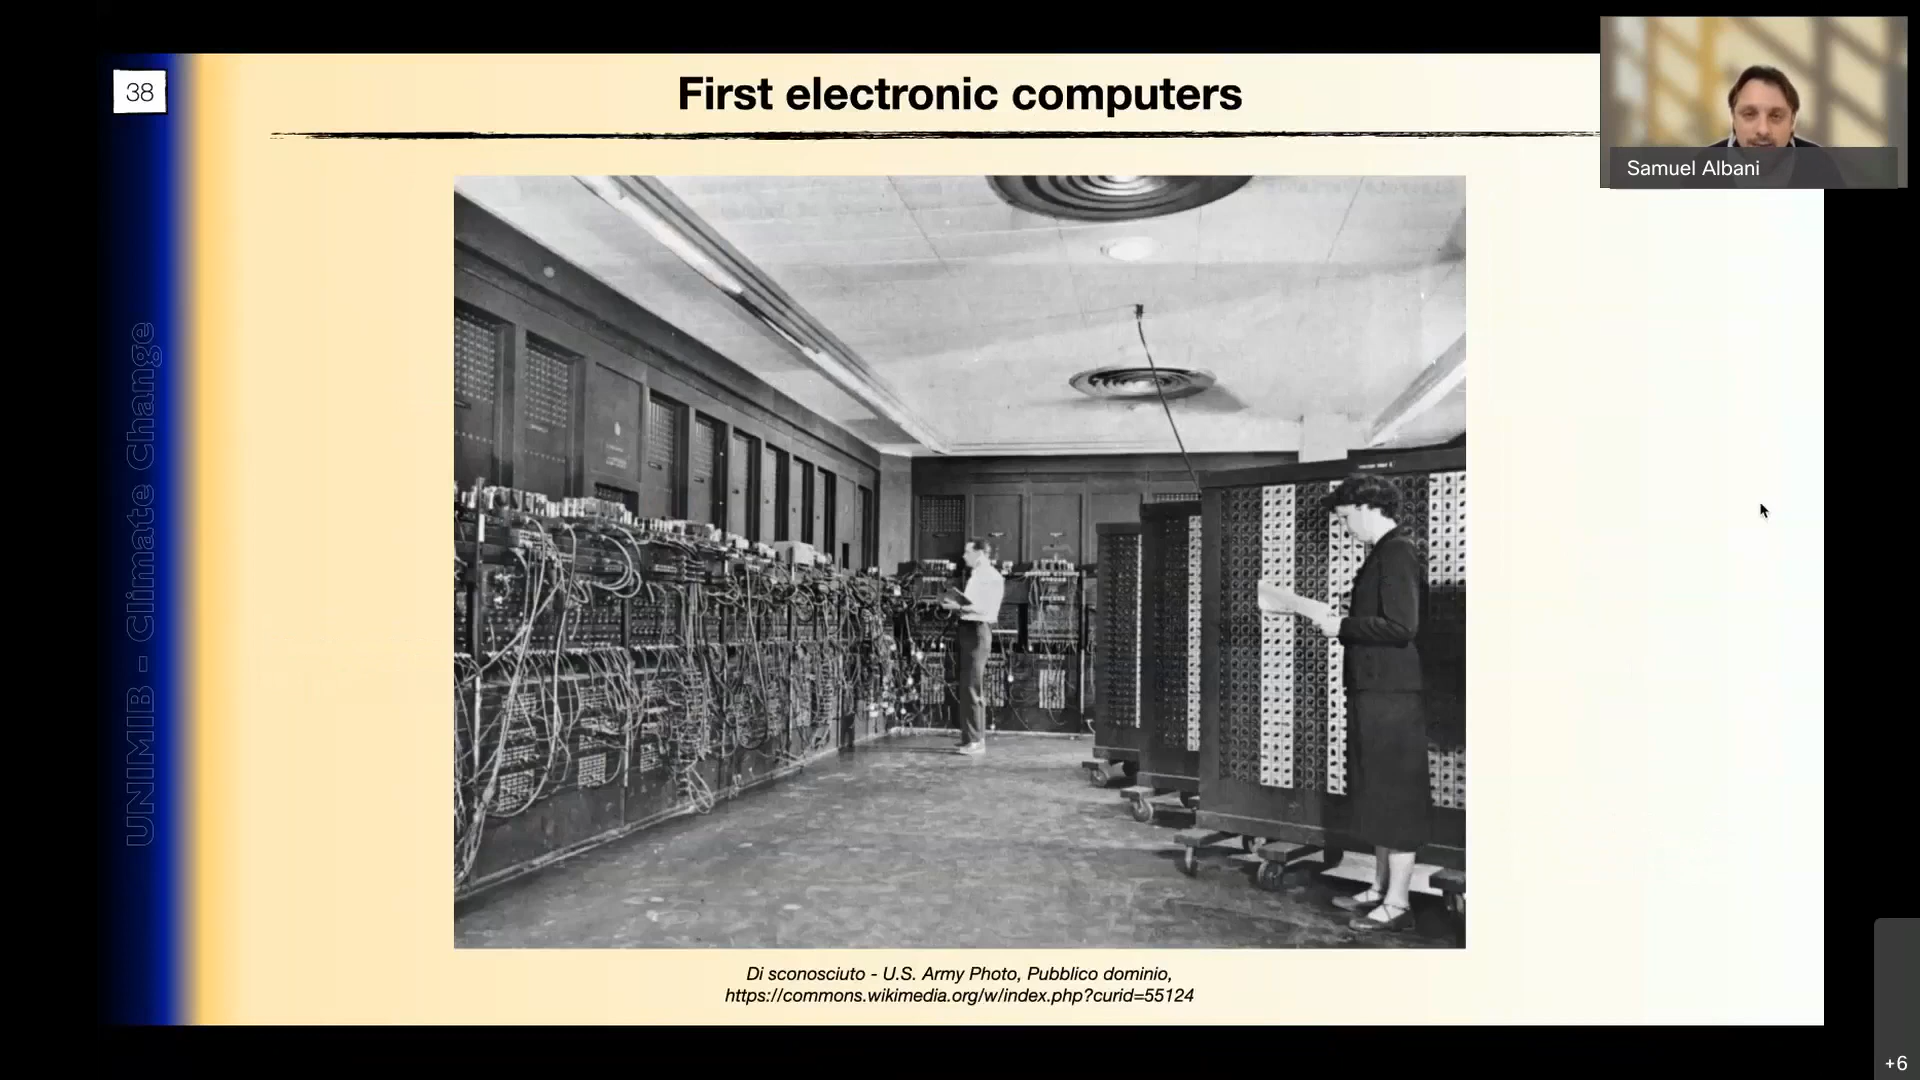 38
First electronic computers
Samuel Albani
UNIMIB - Climate Change
Di sconosciuto - U.S. Army Photo, Pubblico dominio,
https://commons.wikimedia.org/w/index.php?curid=55124
+6